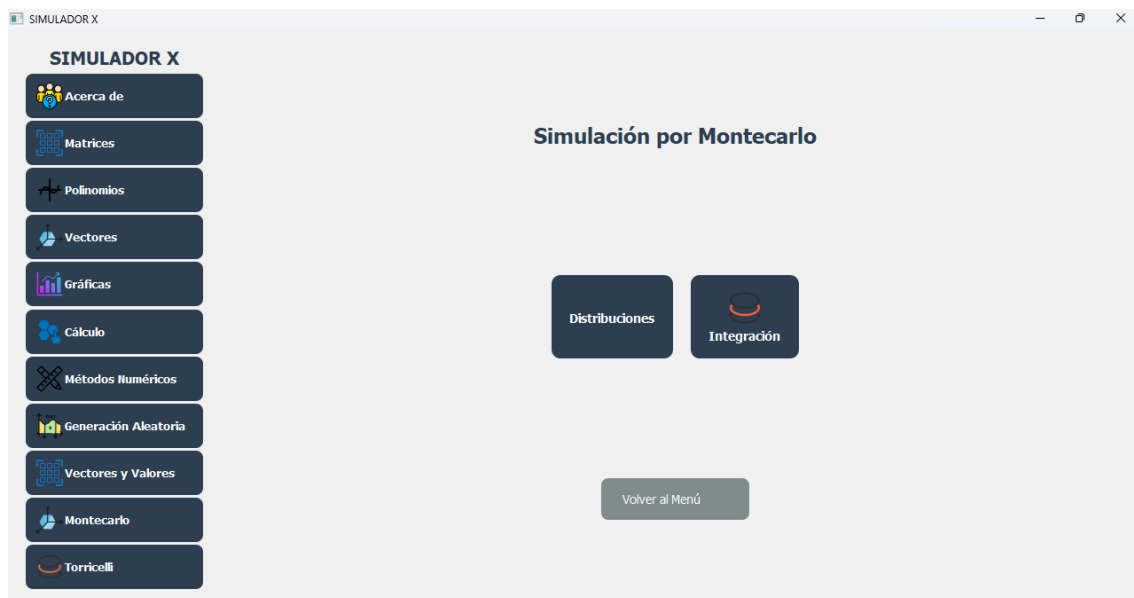 SIMULADOR X
SIMULADOR X
Acerca de
Matrices
Polinomios
Vectores
Gráficas
Cálculo
Métodos Numéricos
Generación Aleatoria
Vectores y Valores
Montecarlo
Torricelli
Simulación por Montecarlo
Distribuciones
Integración
Volver al Menú